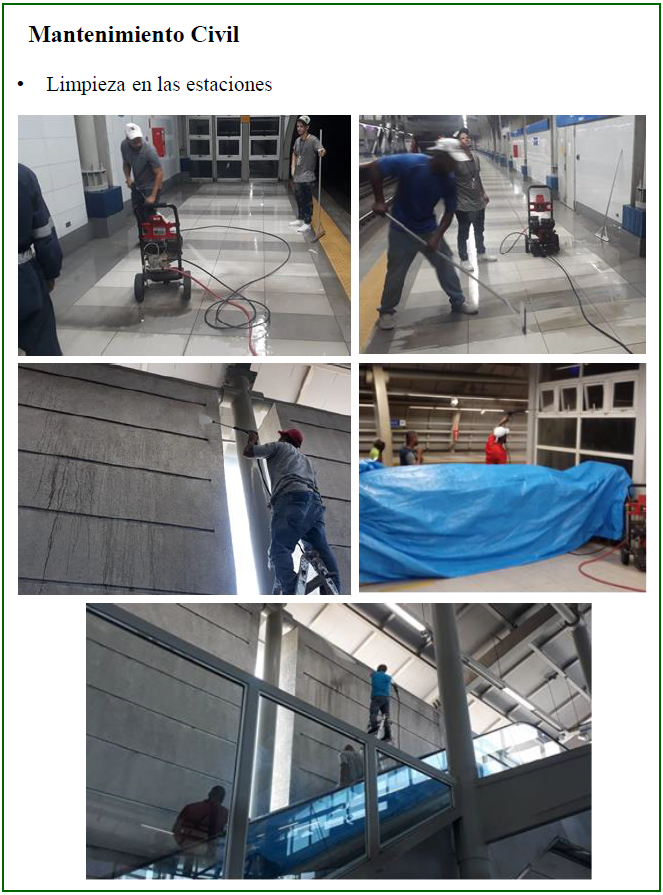 Mantenimiento Civil
• Limpieza en las estaciones